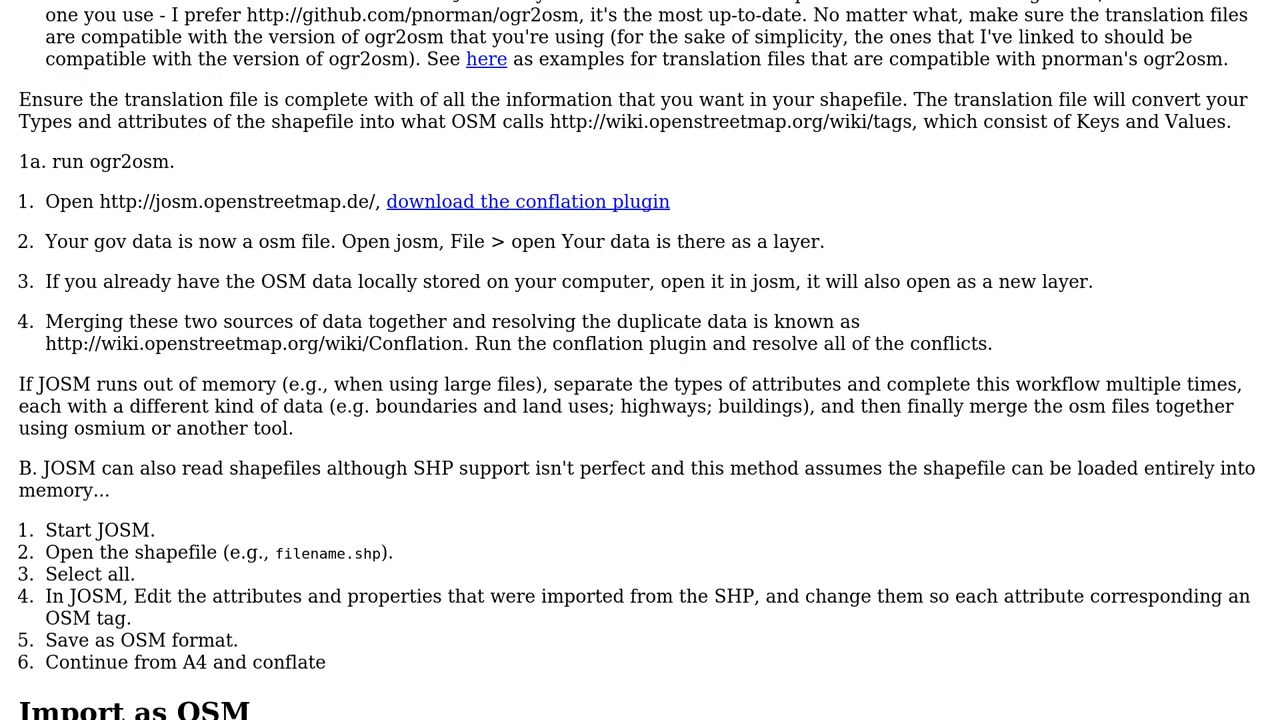 one you use - I prefer http://github.com/pnorman/ogr2osm, it's the most up-to-date. No matter what, make sure the translation files
are compatible with the version of ogr2osm that you're using (for the sake of simplicity, the ones that I've linked to should be
compatible with the version of ogr2osm). See here as examples for translation files that are compatible with pnorman's ogr2osm.
Ensure the translation file is complete with of all the information that you want in your shapefile. The translation file will convert your
Types and attributes of the shapefile into what OSM calls http://wiki.openstreetmap.org/wiki/tags, which consist of Keys and Values.
1a. run ogr2osm.
1. Open http://josm.openstreetmap.de/, download the conflation plugin
2. Your gov data is now a osm file. Open josm, File > open Your data is there as a layer.
3. If you already have the OSM data locally stored on your computer, open it in josm, it will also open as a new layer.
4. Merging these two sources of data together and resolving the duplicate data is known as
http://wiki.openstreetmap.org/wiki/Conflation. Run the conflation plugin and resolve all of the conflicts.
If JOSM runs out of memory (e.g., when using large files), separate the types of attributes and complete this workflow multiple times,
each with a different kind of data (e.g. boundaries and land uses; highways; buildings), and then finally merge the osm files together
using osmium or another tool.
B. JOSM can also read shapefiles although SHP support isn't perfect and this method assumes the shapefile can be loaded entirely into
memory...
1. Start JOSM.
2. Open the shapefile (e.g., filename.shp).
3. Select all.
4. In JOSM, Edit the attributes and properties that were imported from the SHP, and change them so each attribute corresponding an
OSM tag.
5. Save as OSM format.
6. Continue from A4 and conflate
Import as OSM